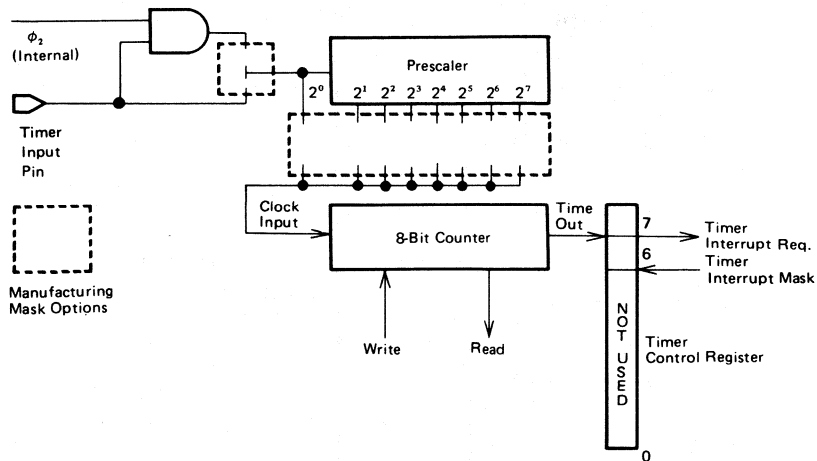 ϕ2
(Internal)
Timer
Input
Pin
Prescaler
2⁰ 2¹ 2² 2³ 2⁴ 2⁵ 2⁶ 2⁷
Clock
Input
8-Bit Counter
Time
Out
7
6
Timer
Interrupt Req.
Timer
Interrupt Mask
Manufacturing
Mask Options
Write
Read
NOT USED
Timer
Control Register
0